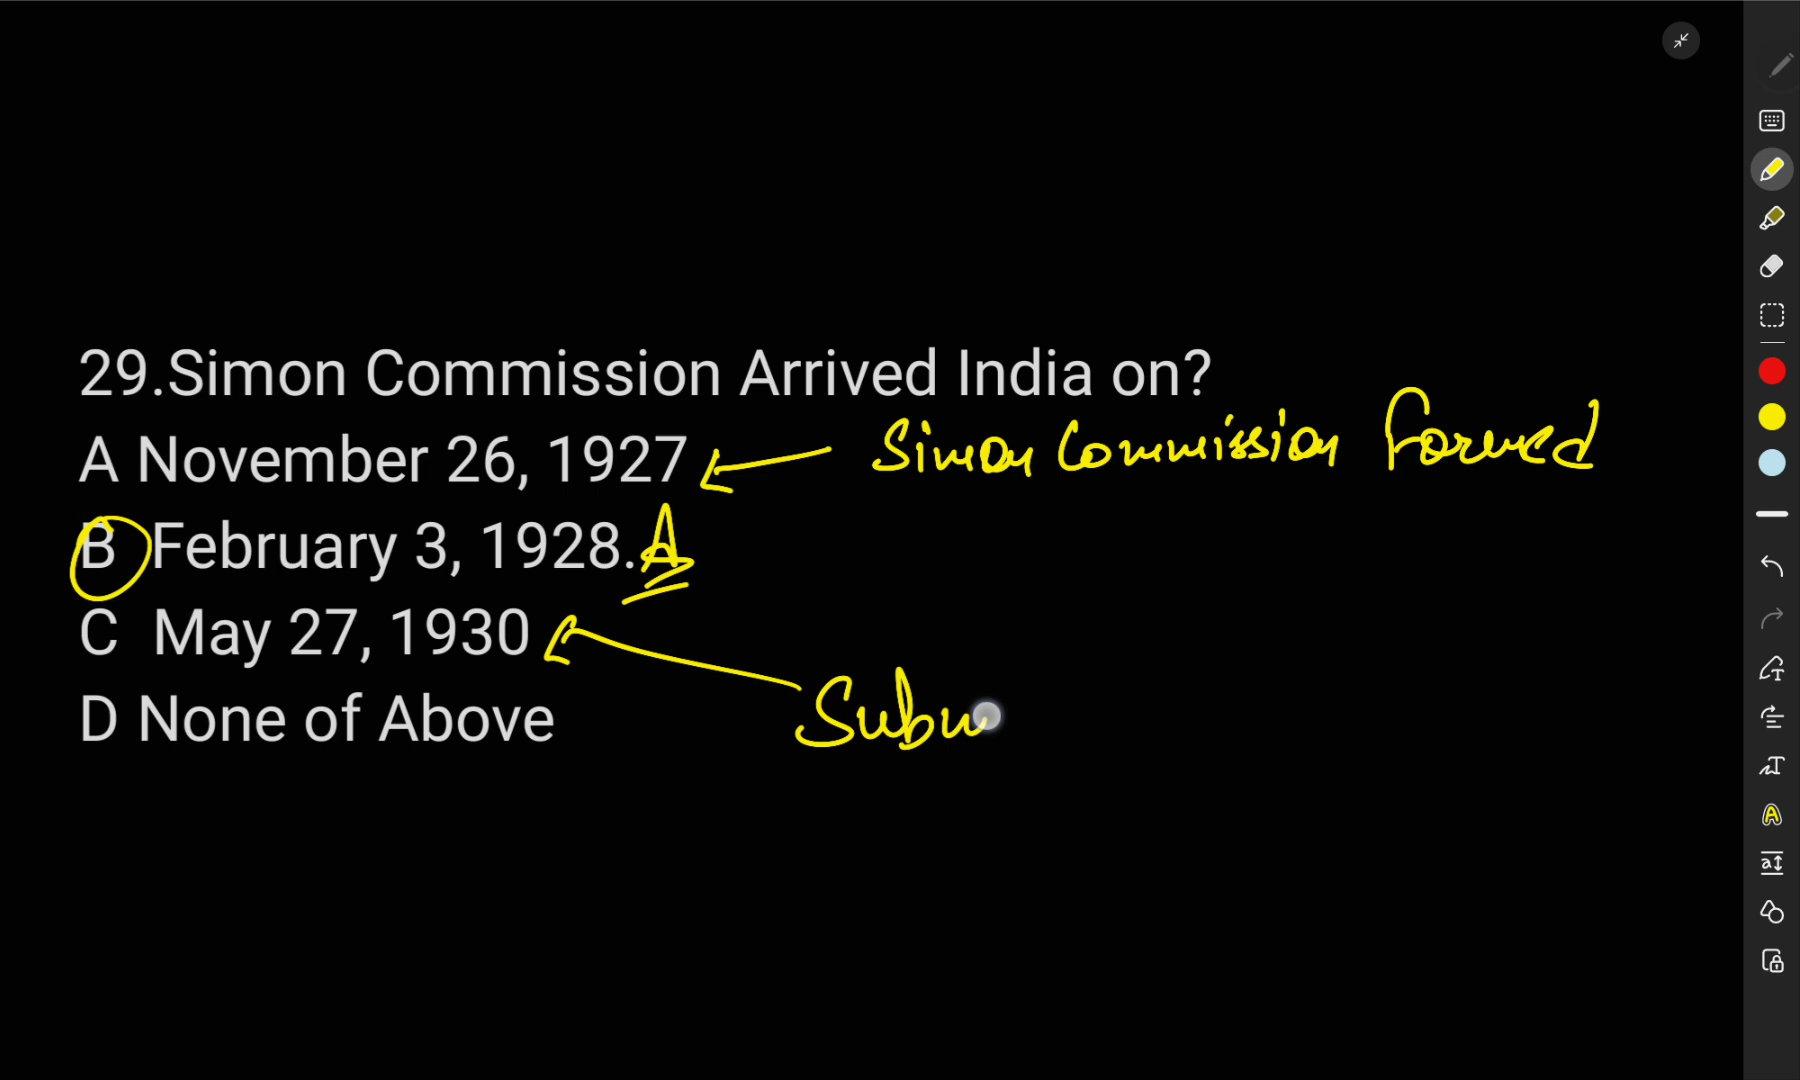 29.Simon Commission Arrived India on?
A November 26, 1927 Simon Commission Formed
B February 3, 1928. A
C May 27, 1930
D None of Above Subm